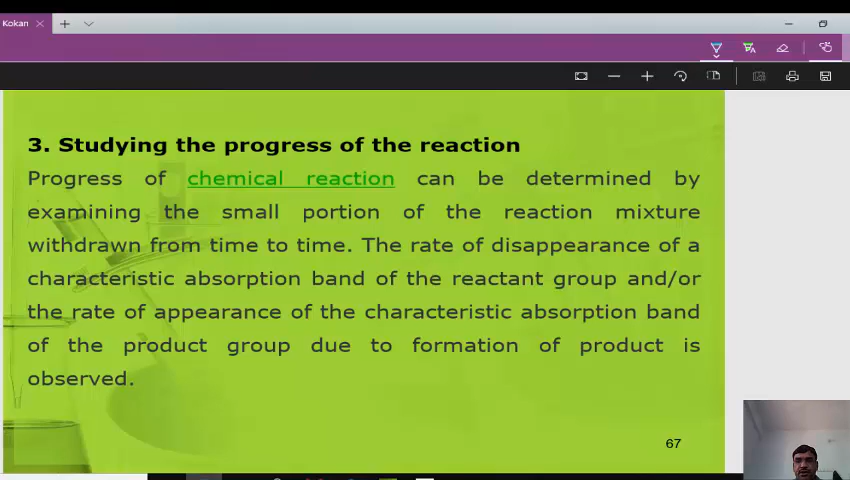 Kokan
3. Studying the progress of the reaction
Progress of chemical reaction can be determined by
examining the small portion of the reaction mixture
withdrawn from time to time. The rate of disappearance of a
characteristic absorption band of the reactant group and/or
the rate of appearance of the characteristic absorption band
of the product group due to formation of product is
observed.
67